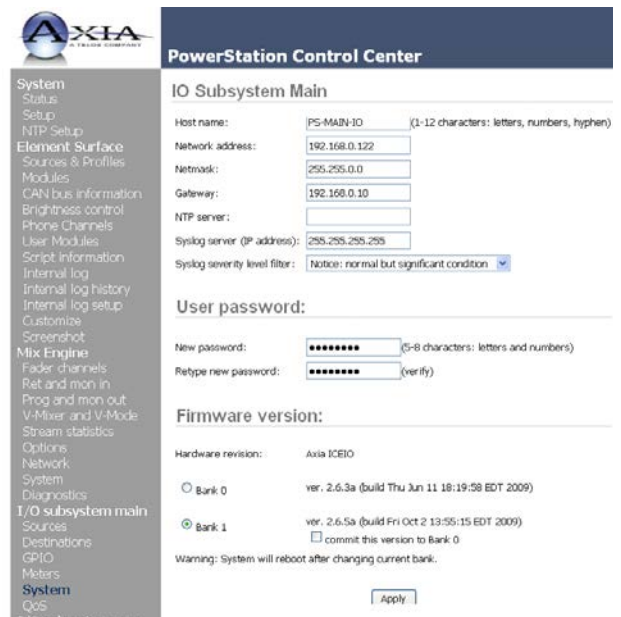 AXIA
A TELOS COMPANY
PowerStation Control Center
System
Status
Setup
NTP Setup
Element Surface
Sources & Profiles
Modules
CAN bus information
Brightness control
Phone Channels
User Modules
Script information
Internal log
Internal log history
Internal log setup
Customize
Screenshot
Mix Engine
Fader channels
Ret and mon in
Prog and mon out
V-Mixer and V-Mode
Stream statistics
Options
Network
System
Diagnostics
I/O subsystem main
Sources
Destinations
GPIO
Meters
System
QoS
IO Subsystem Main
Host name: PS-MAIN-IO (1-12 characters: letters, numbers, hyphen)
Network address: 192.168.0.122
Netmask: 255.255.0.0
Gateway: 192.168.0.10
NTP server:
Syslog server (IP address): 255.255.255.255
Syslog severity level filter: Notice: normal but significant condition
User password:
New password: •••••••• (5-8 characters: letters and numbers)
Retype new password: •••••••• (verify)
Firmware version:
Hardware revision: Axia ICEIO
Bank 0 ver. 2.6.3a (build Thu Jun 11 18:19:58 EDT 2009)
Bank 1 ver. 2.6.5a (build Fri Oct 2 13:55:15 EDT 2009)
commit this version to Bank 0
Warning: System will reboot after changing current bank.
Apply